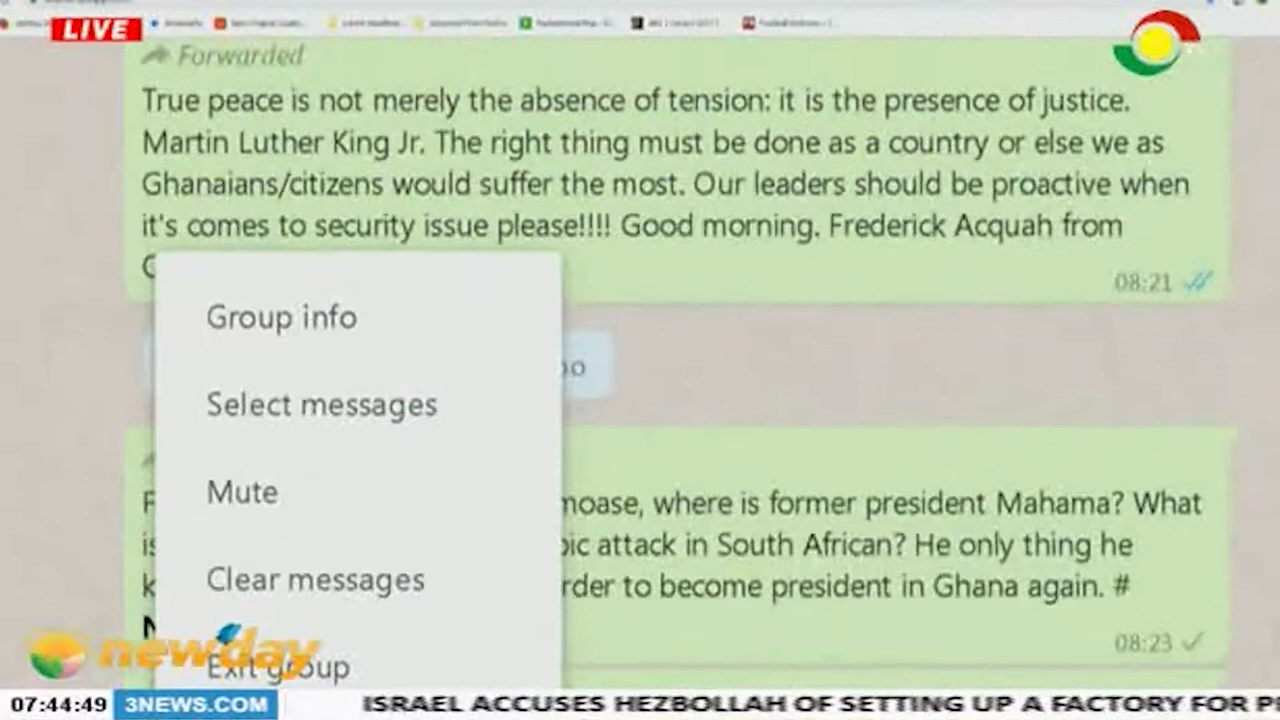 LIVE
Forwarded
True peace is not merely the absence of tension: it is the presence of justice.
Martin Luther King Jr. The right thing must be done as a country or else we as
Ghanaians/citizens would suffer the most. Our leaders should be proactive when
it's comes to security issue please!!!! Good morning. Frederick Acquah from
08:21
Group info
Select messages
Mute
Clear messages
Exit group
moase, where is former president Mahama? What
attack in South African? He only thing he
to become president in Ghana again. #
08:23
newday
07:44:49 3NEWS.COM ISRAEL ACCUSES HEZBOLLAH OF SETTING UP A FACTORY FOR